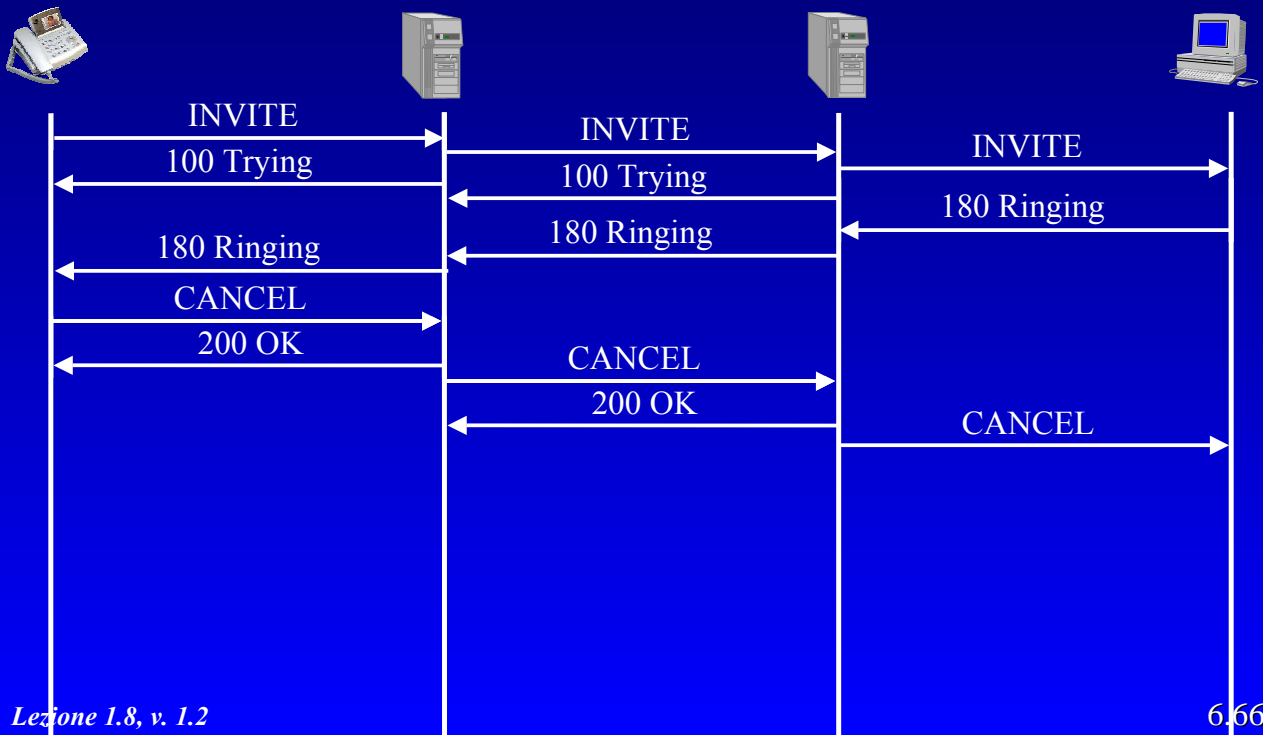 INVITE
INVITE
INVITE
100 Trying
100 Trying
180 Ringing
180 Ringing
180 Ringing
CANCEL
200 OK
CANCEL
200 OK
CANCEL
Lezione 1.8, v. 1.2
6.66